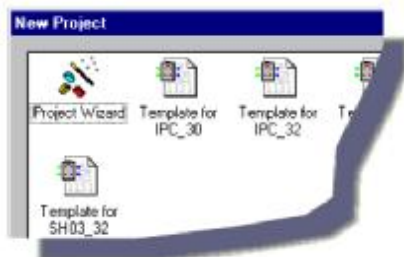 New Project
Project Wizard
Template for
IPC_30
Template for
IPC_32
Template for
SH03_32